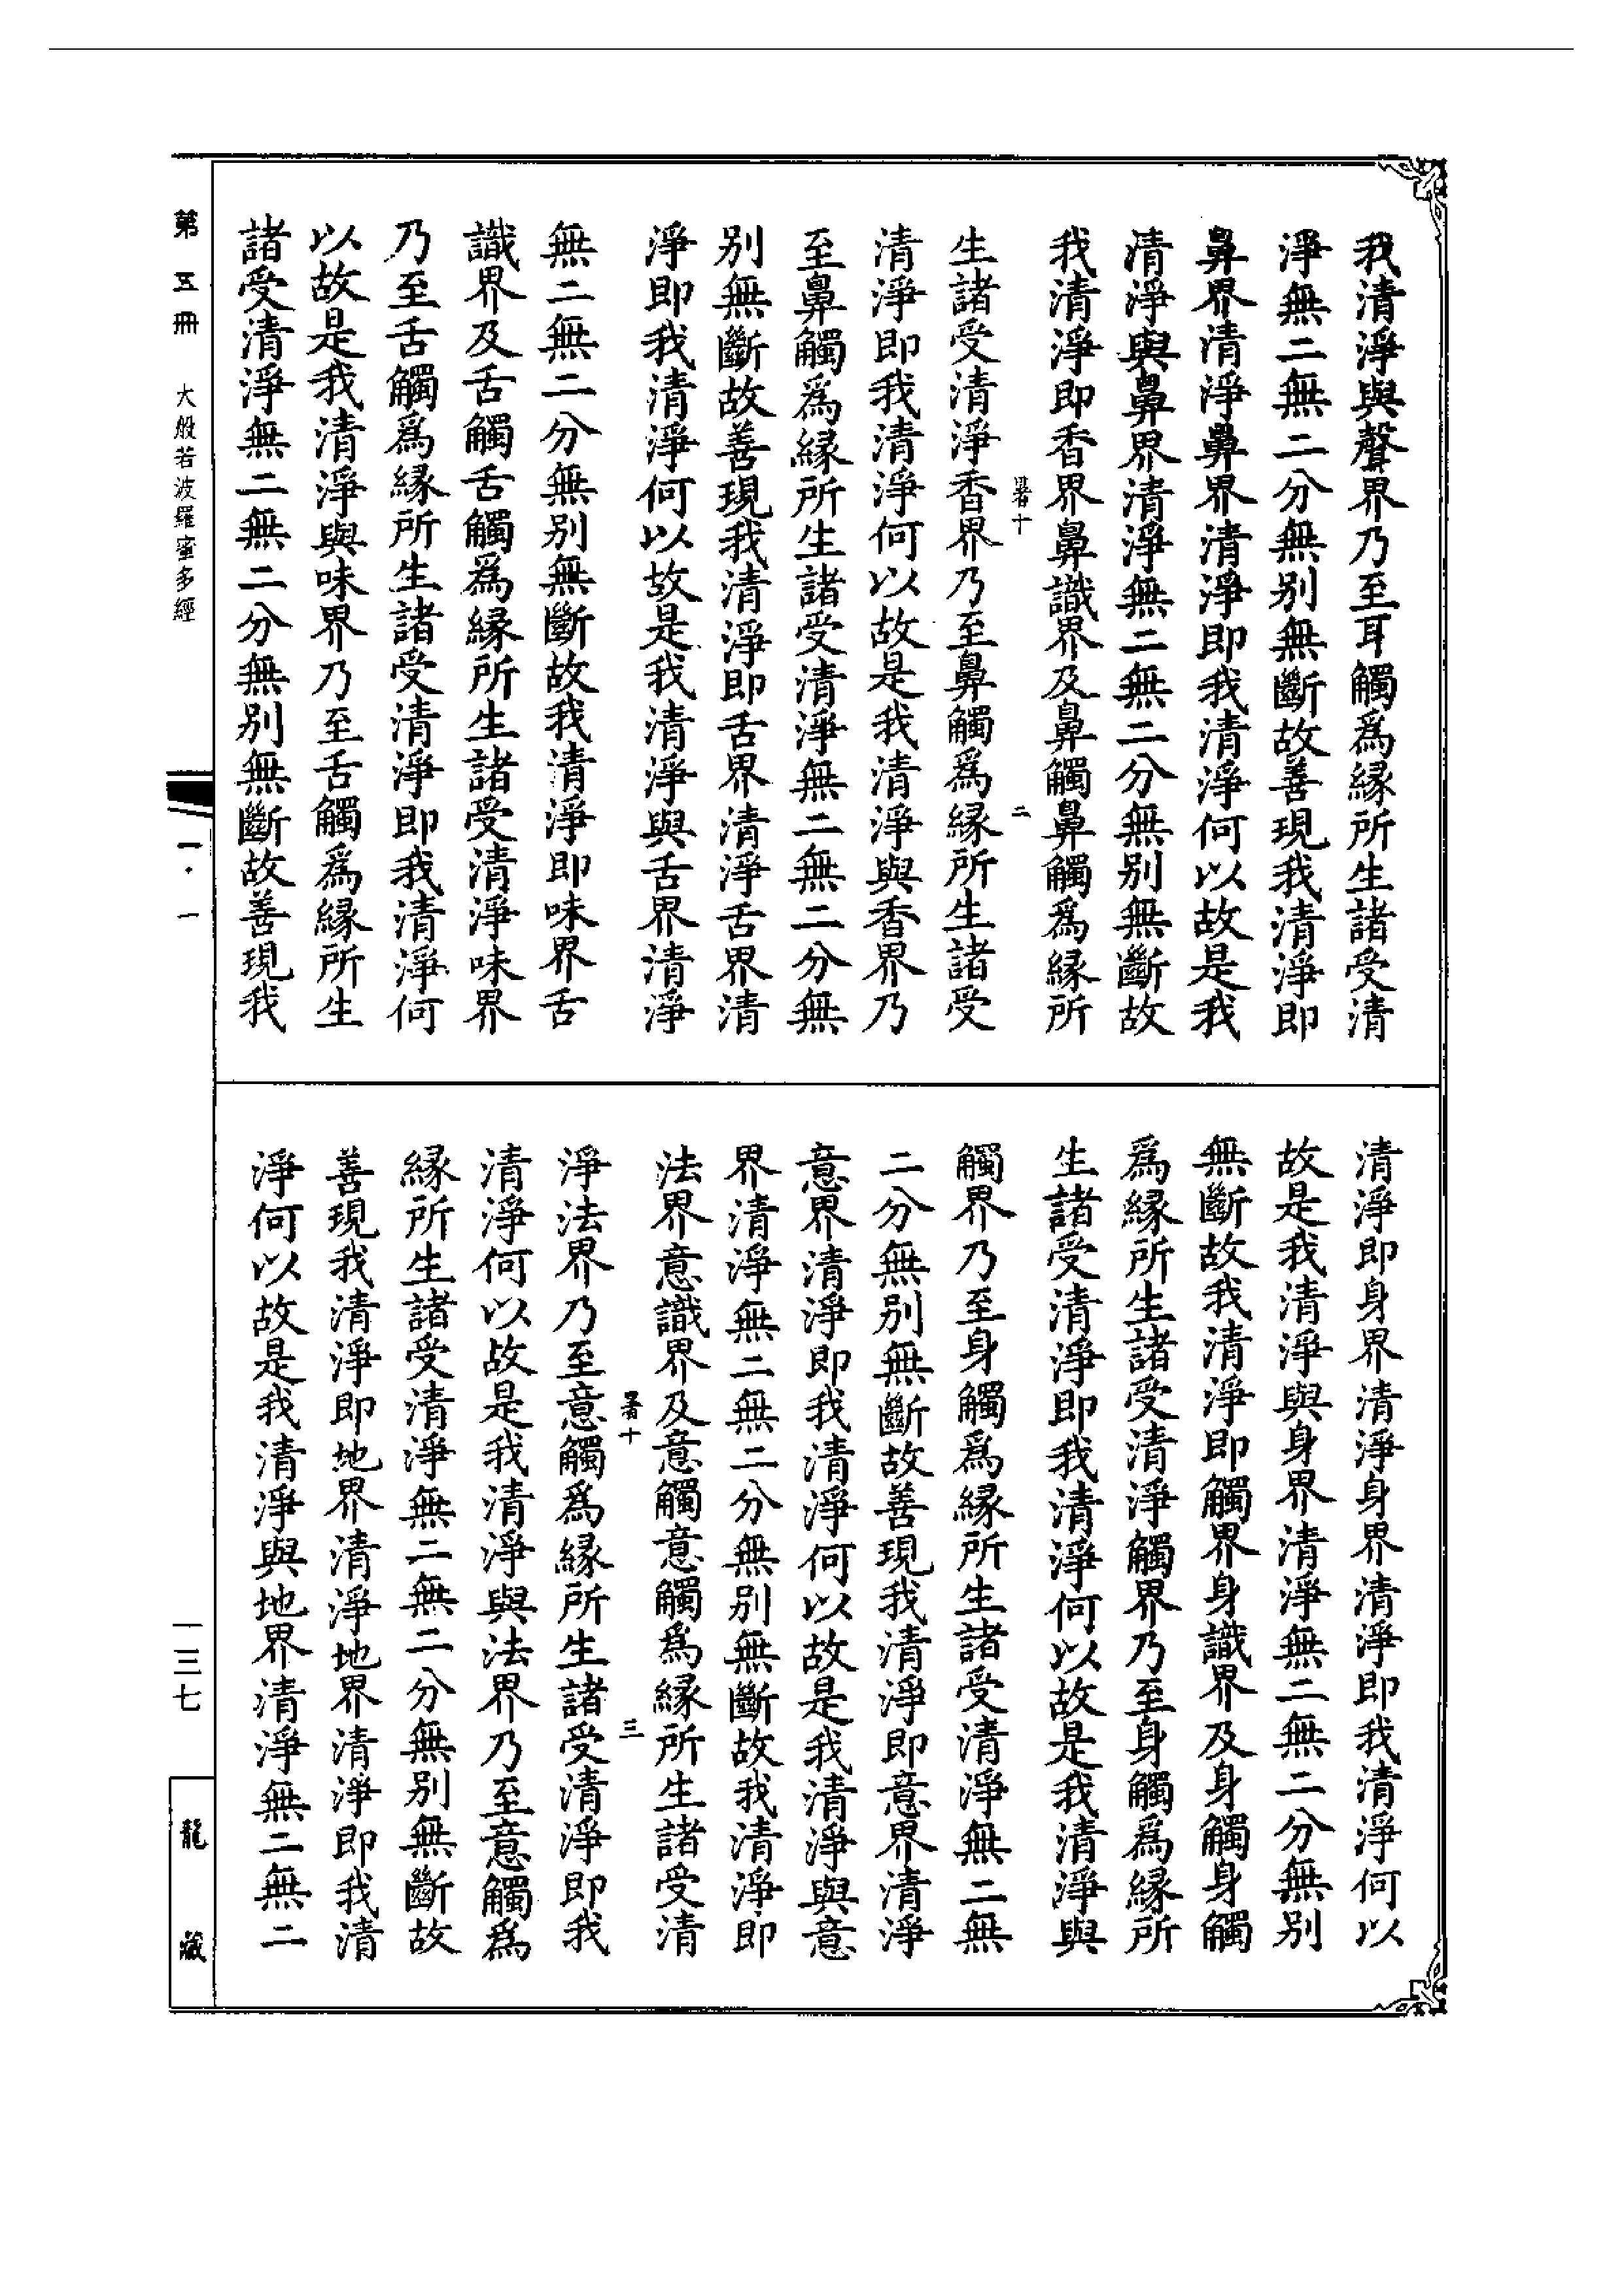 我清淨與聲界乃至耳觸為緣所生諸受清
淨無二無二分無別無斷故善現我清淨即
鼻界清淨鼻界清淨即我清淨何以故是我
清淨與鼻界清淨無二無二分無別無斷故
我清淨即香界鼻識界及鼻觸鼻觸為緣所
署十
二
生諸受清淨香界乃至鼻觸為緣所生諸受
清淨即我清淨何以故是我清淨與香界乃
至鼻觸為緣所生諸受清淨無二無二分無
別無斷故善現我清淨即舌界清淨舌界清
淨即我清淨何以故是我清淨與舌界清淨
無二無二分無別無斷故我清淨即味界舌
識界及舌觸舌觸為緣所生諸受清淨味界
乃至舌觸為緣所生諸受清淨即我清淨何
以故是我清淨與味界乃至舌觸為緣所生
諸受清淨無二無二分無別無斷故善現我
清淨即身界清淨身界清淨即我清淨何以
故是我清淨與身界清淨無二無二分無別
無斷故我清淨即觸界身識界及身觸身觸
為緣所生諸受清淨觸界乃至身觸為緣所
生諸受清淨即我清淨何以故是我清淨與
觸界乃至身觸為緣所生諸受清淨無二無
二分無別無斷故善現我清淨即意界清淨
意界清淨即我清淨何以故是我清淨與意
界清淨無二無二分無別無斷故我清淨即
法界意識界及意觸意觸為緣所生諸受清
署十
三
淨法界乃至意觸為緣所生諸受清淨即我
清淨何以故是我清淨與法界乃至意觸為
緣所生諸受清淨無二無二分無別無斷故
善現我清淨即地界清淨地界清淨即我清
淨何以故是我清淨與地界清淨無二無二
第五冊 大般若波羅蜜多經
一·一
一三七
龍藏